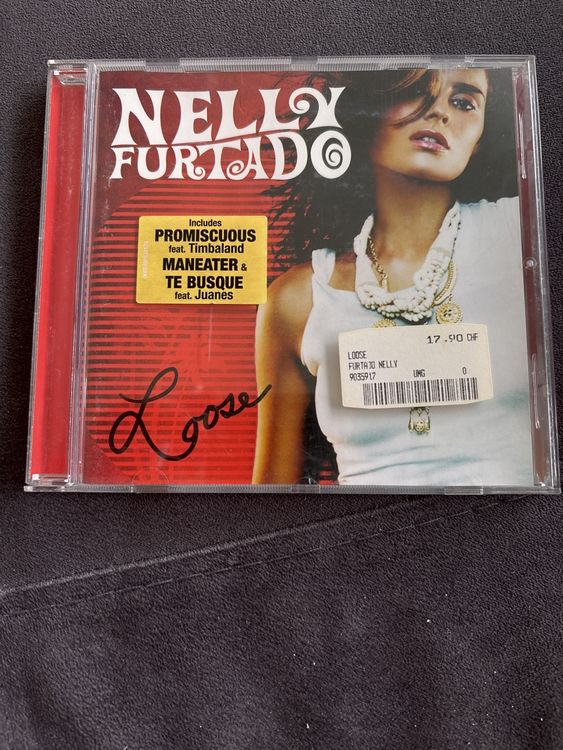 NELLY
FURTADO
Includes
PROMISCUOUS
feat. Timbaland
MANEATER &
TE BUSQUE
feat. Juanes
17.90 CHF
LOOSE
FURTADO NELLY
9035917 UMG 0
Loose